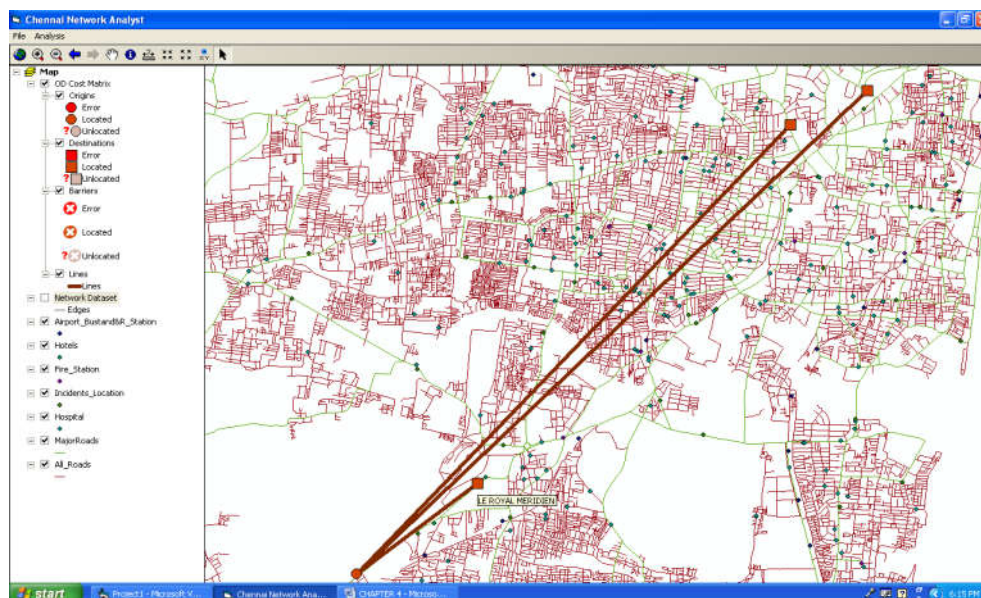 Chennai Network Analyst
File Analysis
Map
OD Cost Matrix
Origins
Error
Located
? Unlocated
Destinations
Error
Located
? Unlocated
Barriers
Error
Located
? Unlocated
Lines
Lines
Network Dataset
Edges
Airport_Bustand&R_Station
Hotels
Fire_Station
Incidents_Location
Hospital
MajorRoads
All_Roads
LE ROYAL MERIDIEN
start Project1 - Microsoft V... Chennai Network Ana... CHAPTER 4 - Microso... 6:15 PM